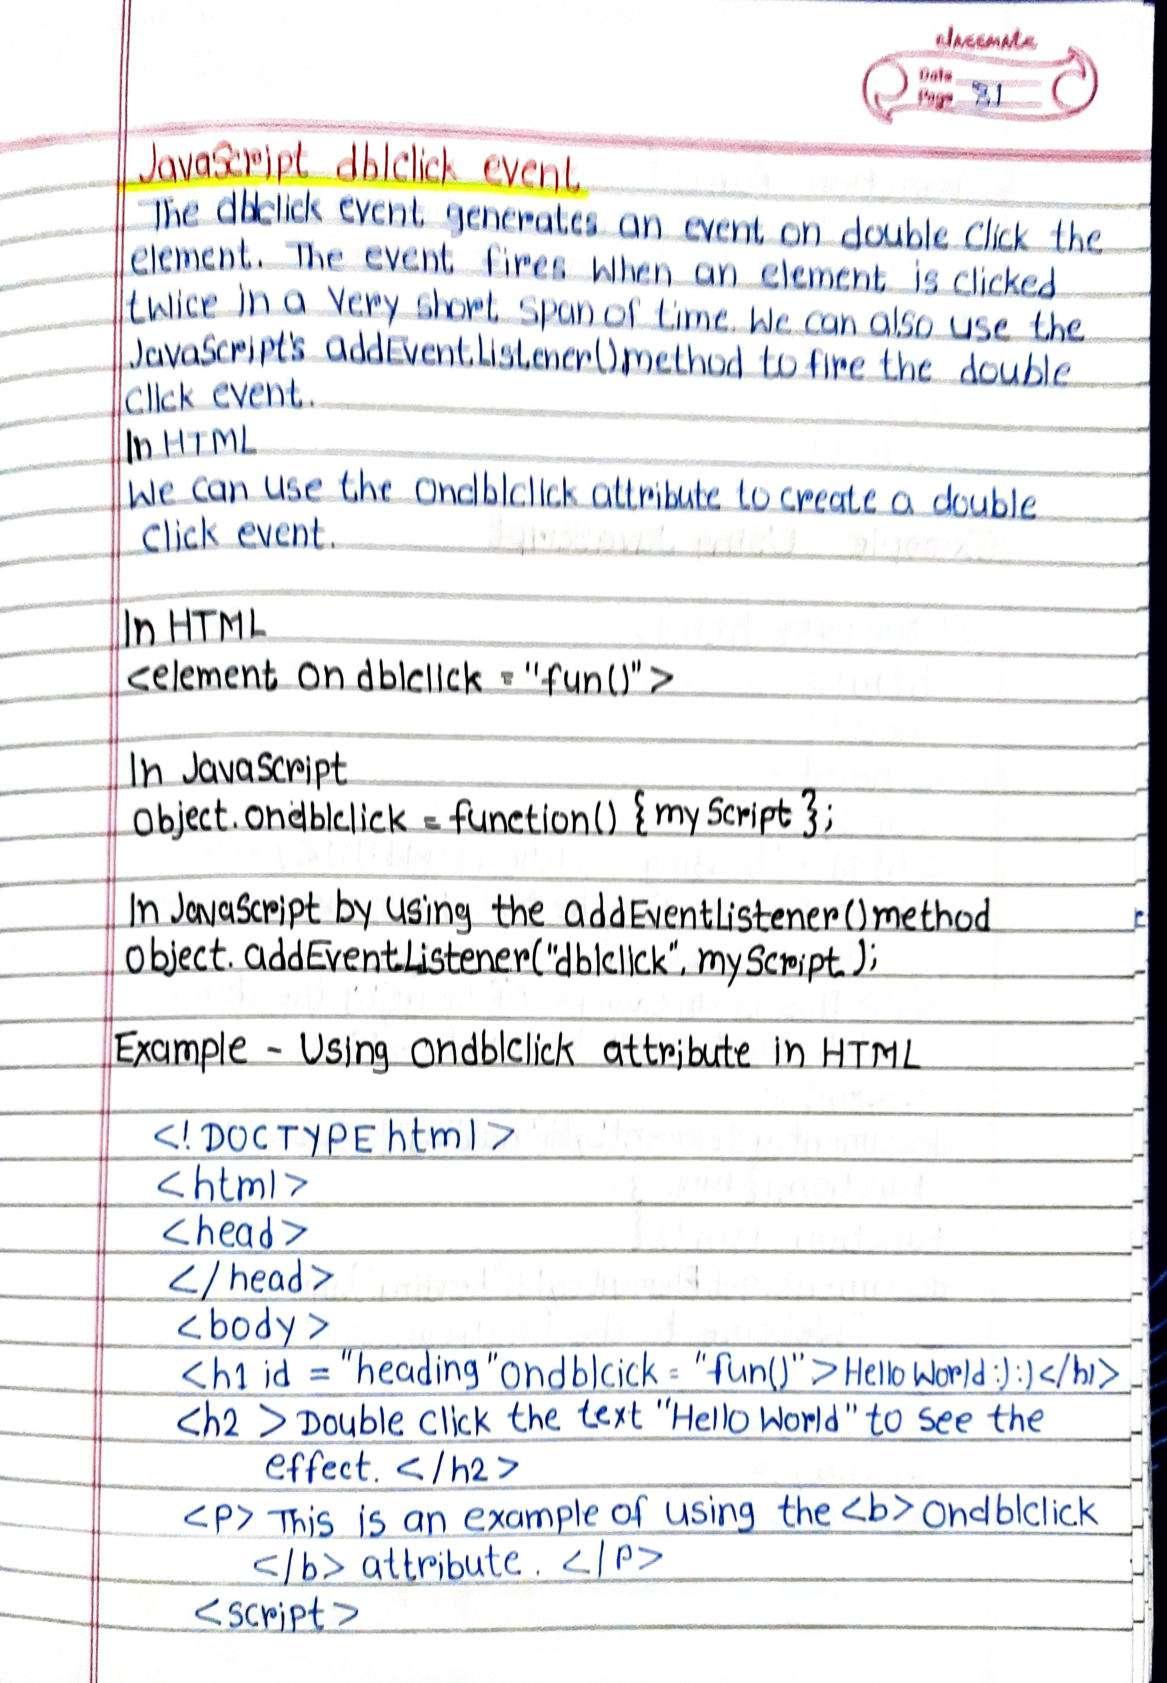 classmate
Date
Page 81
JavaScript dblclick event
The dblclick event generates an event on double click the
element. The event fires when an element is clicked
twice in a very short span of time. We can also use the
JavaScript's addEventListener() method to fire the double
click event.
In HTML
We can use the ondblclick attribute to create a double
click event.
In HTML
<element on dblclick = "fun()">
In JavaScript
object.ondblclick = function() { my Script };
In JavaScript by using the addEventListener() method
object. addEventListener("dblclick", my Script );
Example - Using ondblclick attribute in HTML
<! DOCTYPE html>
<html>
<head>
</head>
<body>
<h1 id = "heading" ondblcick = "fun()"> Hello World :) :) </h1>
<h2 > Double Click the text "Hello World" to see the
effect. </h2>
<P> This is an example of using the <b> ondblclick
</b> attribute. </P>
<script>